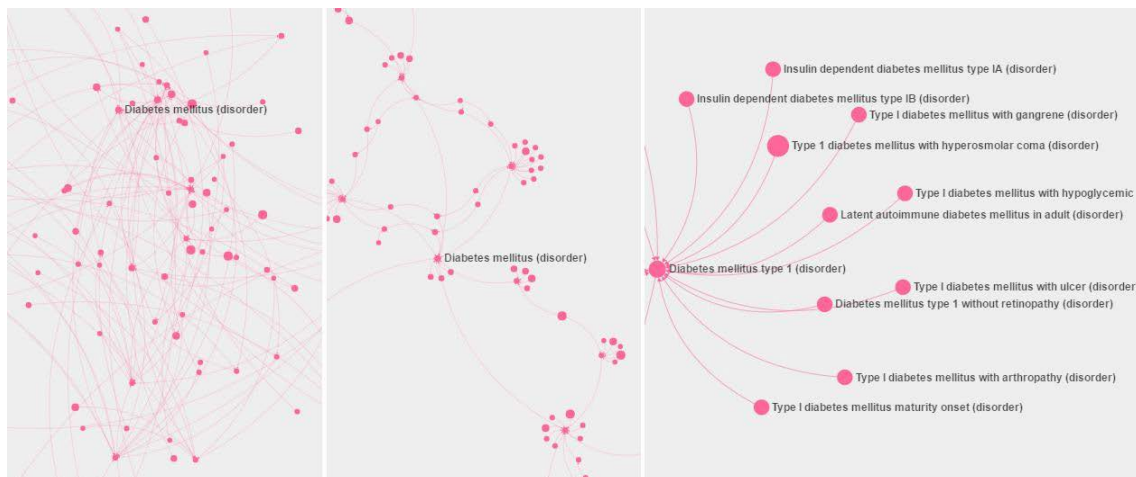 Diabetes mellitus (disorder)
Diabetes mellitus (disorder)
Insulin dependent diabetes mellitus type IA (disorder)
Insulin dependent diabetes mellitus type IB (disorder)
Type I diabetes mellitus with gangrene (disorder)
Type 1 diabetes mellitus with hyperosmolar coma (disorder)
Type I diabetes mellitus with hypoglycemic
Latent autoimmune diabetes mellitus in adult (disorder)
Diabetes mellitus type 1 (disorder)
Type I diabetes mellitus with ulcer (disorder
Diabetes mellitus type 1 without retinopathy (disorder)
Type I diabetes mellitus with arthropathy (disorder)
Type I diabetes mellitus maturity onset (disorder)